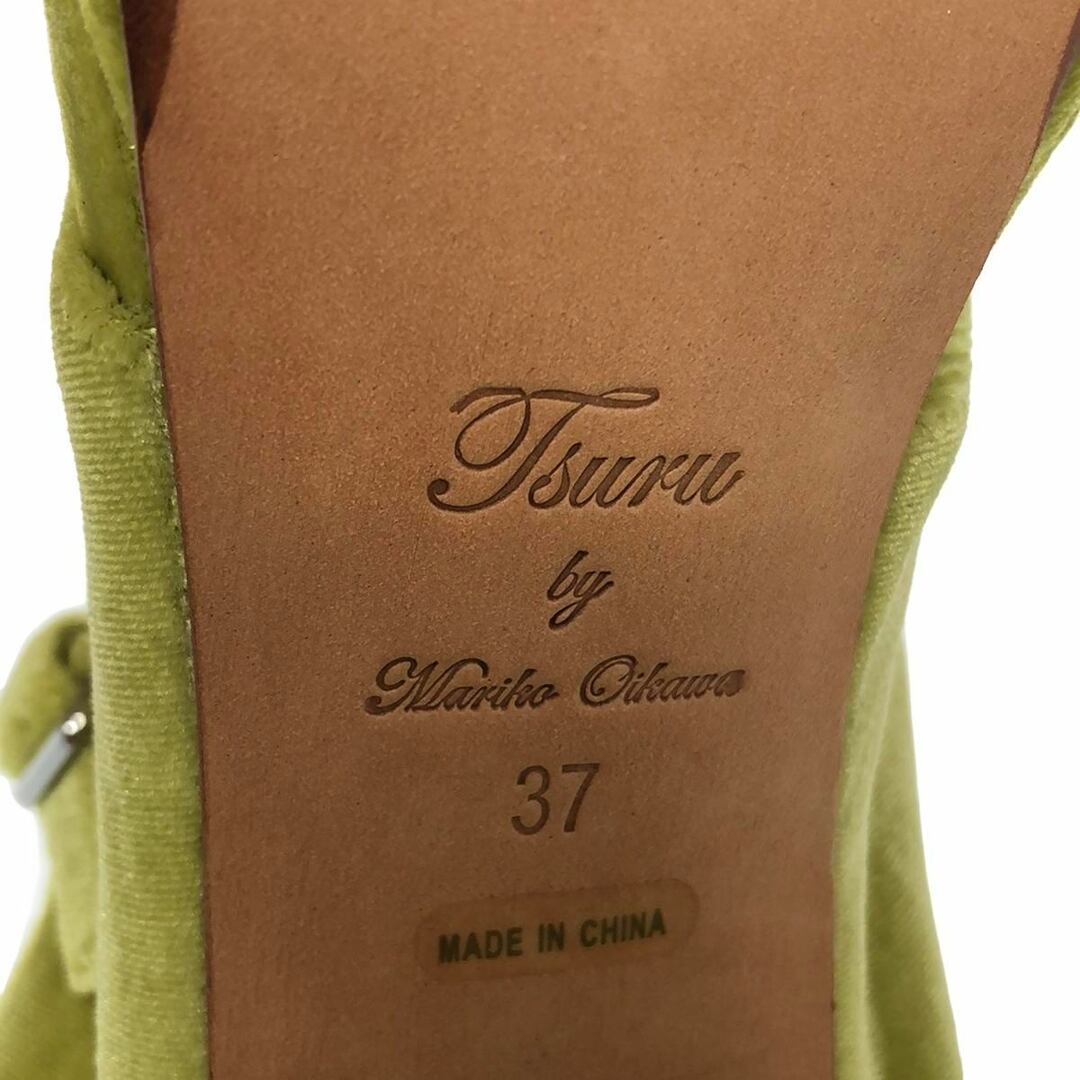 Tsuru
by
Mariko Oikawa
37
MADE IN CHINA